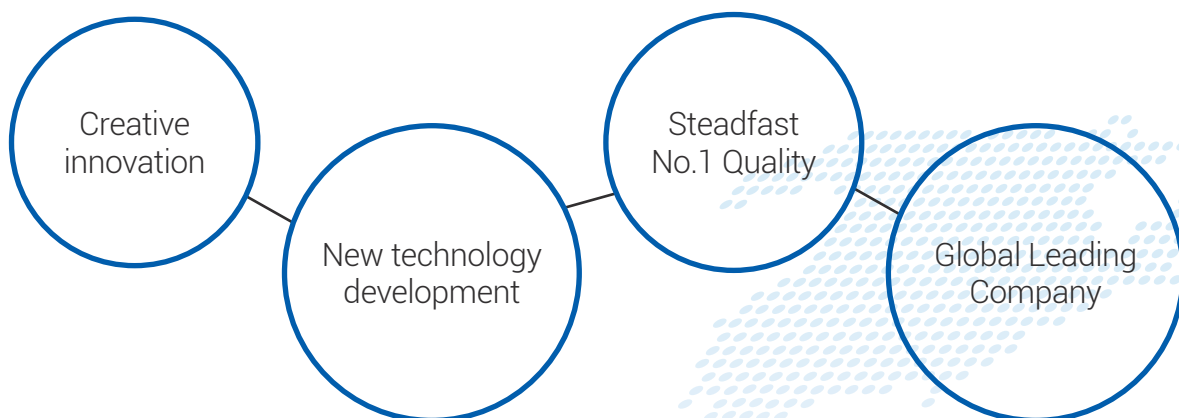 Creative
innovation
New technology
development
Steadfast
No.1 Quality
Global Leading
Company